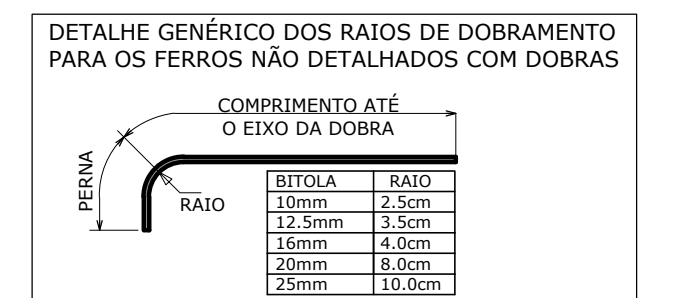 DETALHE GENÉRICO DOS RAIOS DE DOBRAMENTO
PARA OS FERROS NÃO DETALHADOS COM DOBRAS
COMPRIMENTO ATÉ
O EIXO DA DOBRA
PERNA
RAIO
BITOLA RAIO
10mm 2.5cm
12.5mm 3.5cm
16mm 4.0cm
20mm 8.0cm
25mm 10.0cm